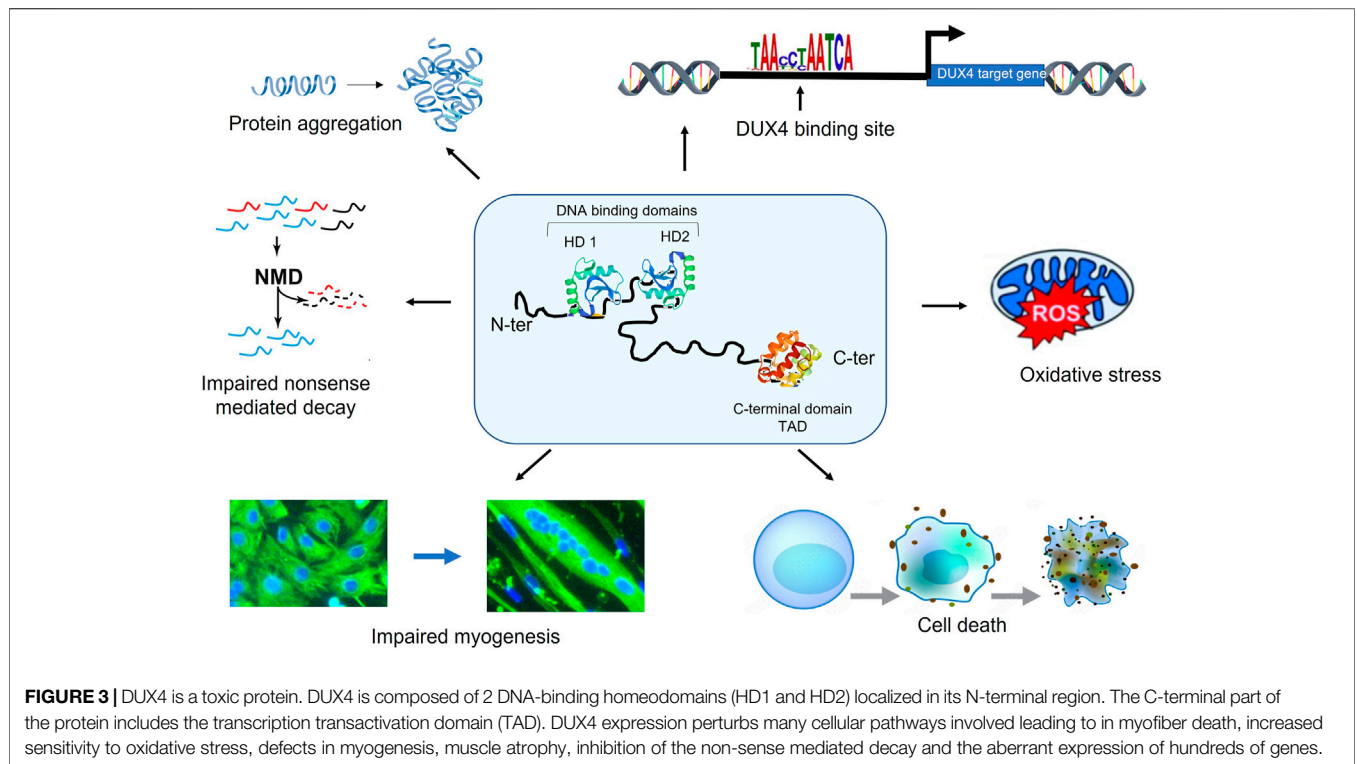 TAACCTAATCA
DUX4 target gene
DUX4 binding site
Protein aggregation
DNA binding domains
HD 1
HD2
N-ter
C-ter
C-terminal domain
TAD
NMD
Impaired nonsense
mediated decay
ROS
Oxidative stress
Impaired myogenesis
Cell death
FIGURE 3 | DUX4 is a toxic protein. DUX4 is composed of 2 DNA-binding homeodomains (HD1 and HD2) localized in its N-terminal region. The C-terminal part of
the protein includes the transcription transactivation domain (TAD). DUX4 expression perturbs many cellular pathways involved leading to in myofiber death, increased
sensitivity to oxidative stress, defects in myogenesis, muscle atrophy, inhibition of the non-sense mediated decay and the aberrant expression of hundreds of genes.